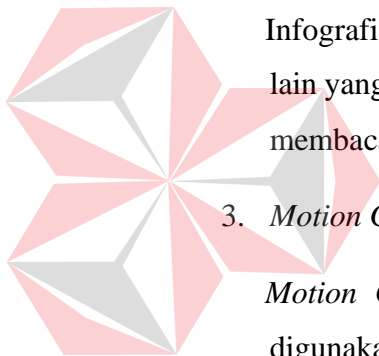 Infografi
lain yang
membaca
3. Motion G
Motion G
digunaka